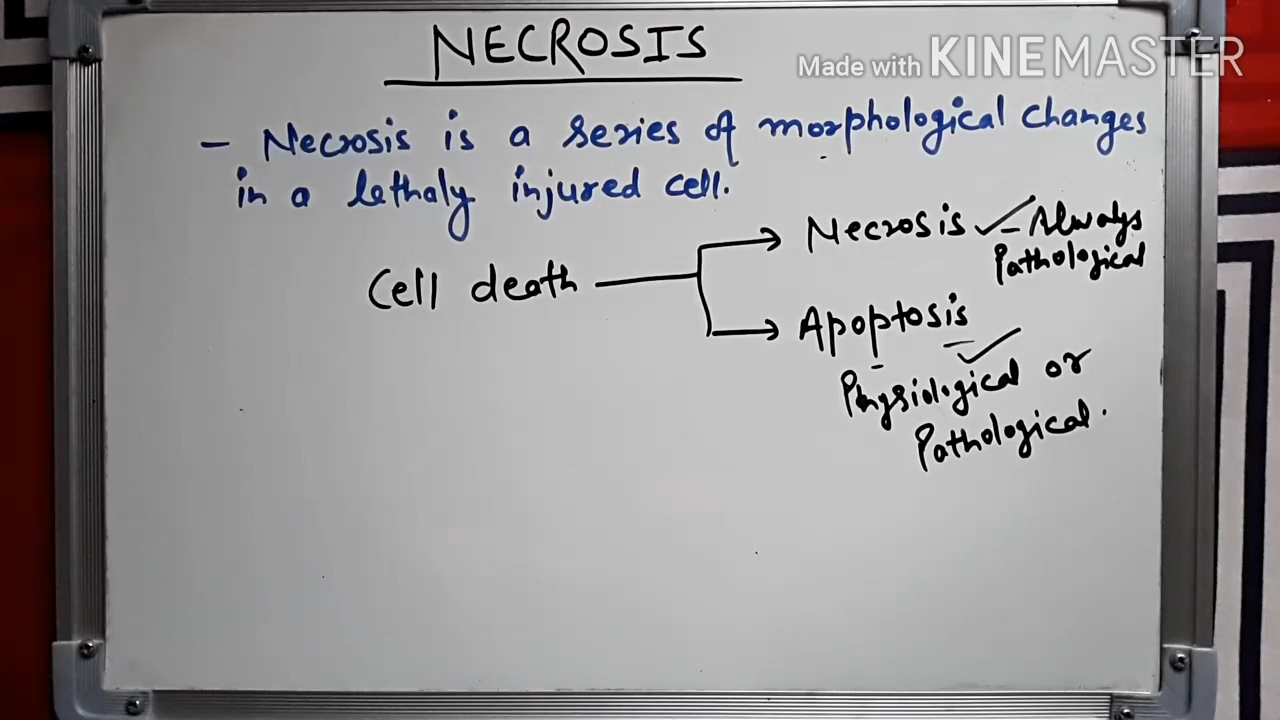 NECROSIS
Made with KINEMASTER
- Necrosis is a series of morphological changes
in a lethaly injured cell.
Cell death
Necrosis ✓ - Always
Pathological
Apoptosis ✓
Physiological or
Pathological.